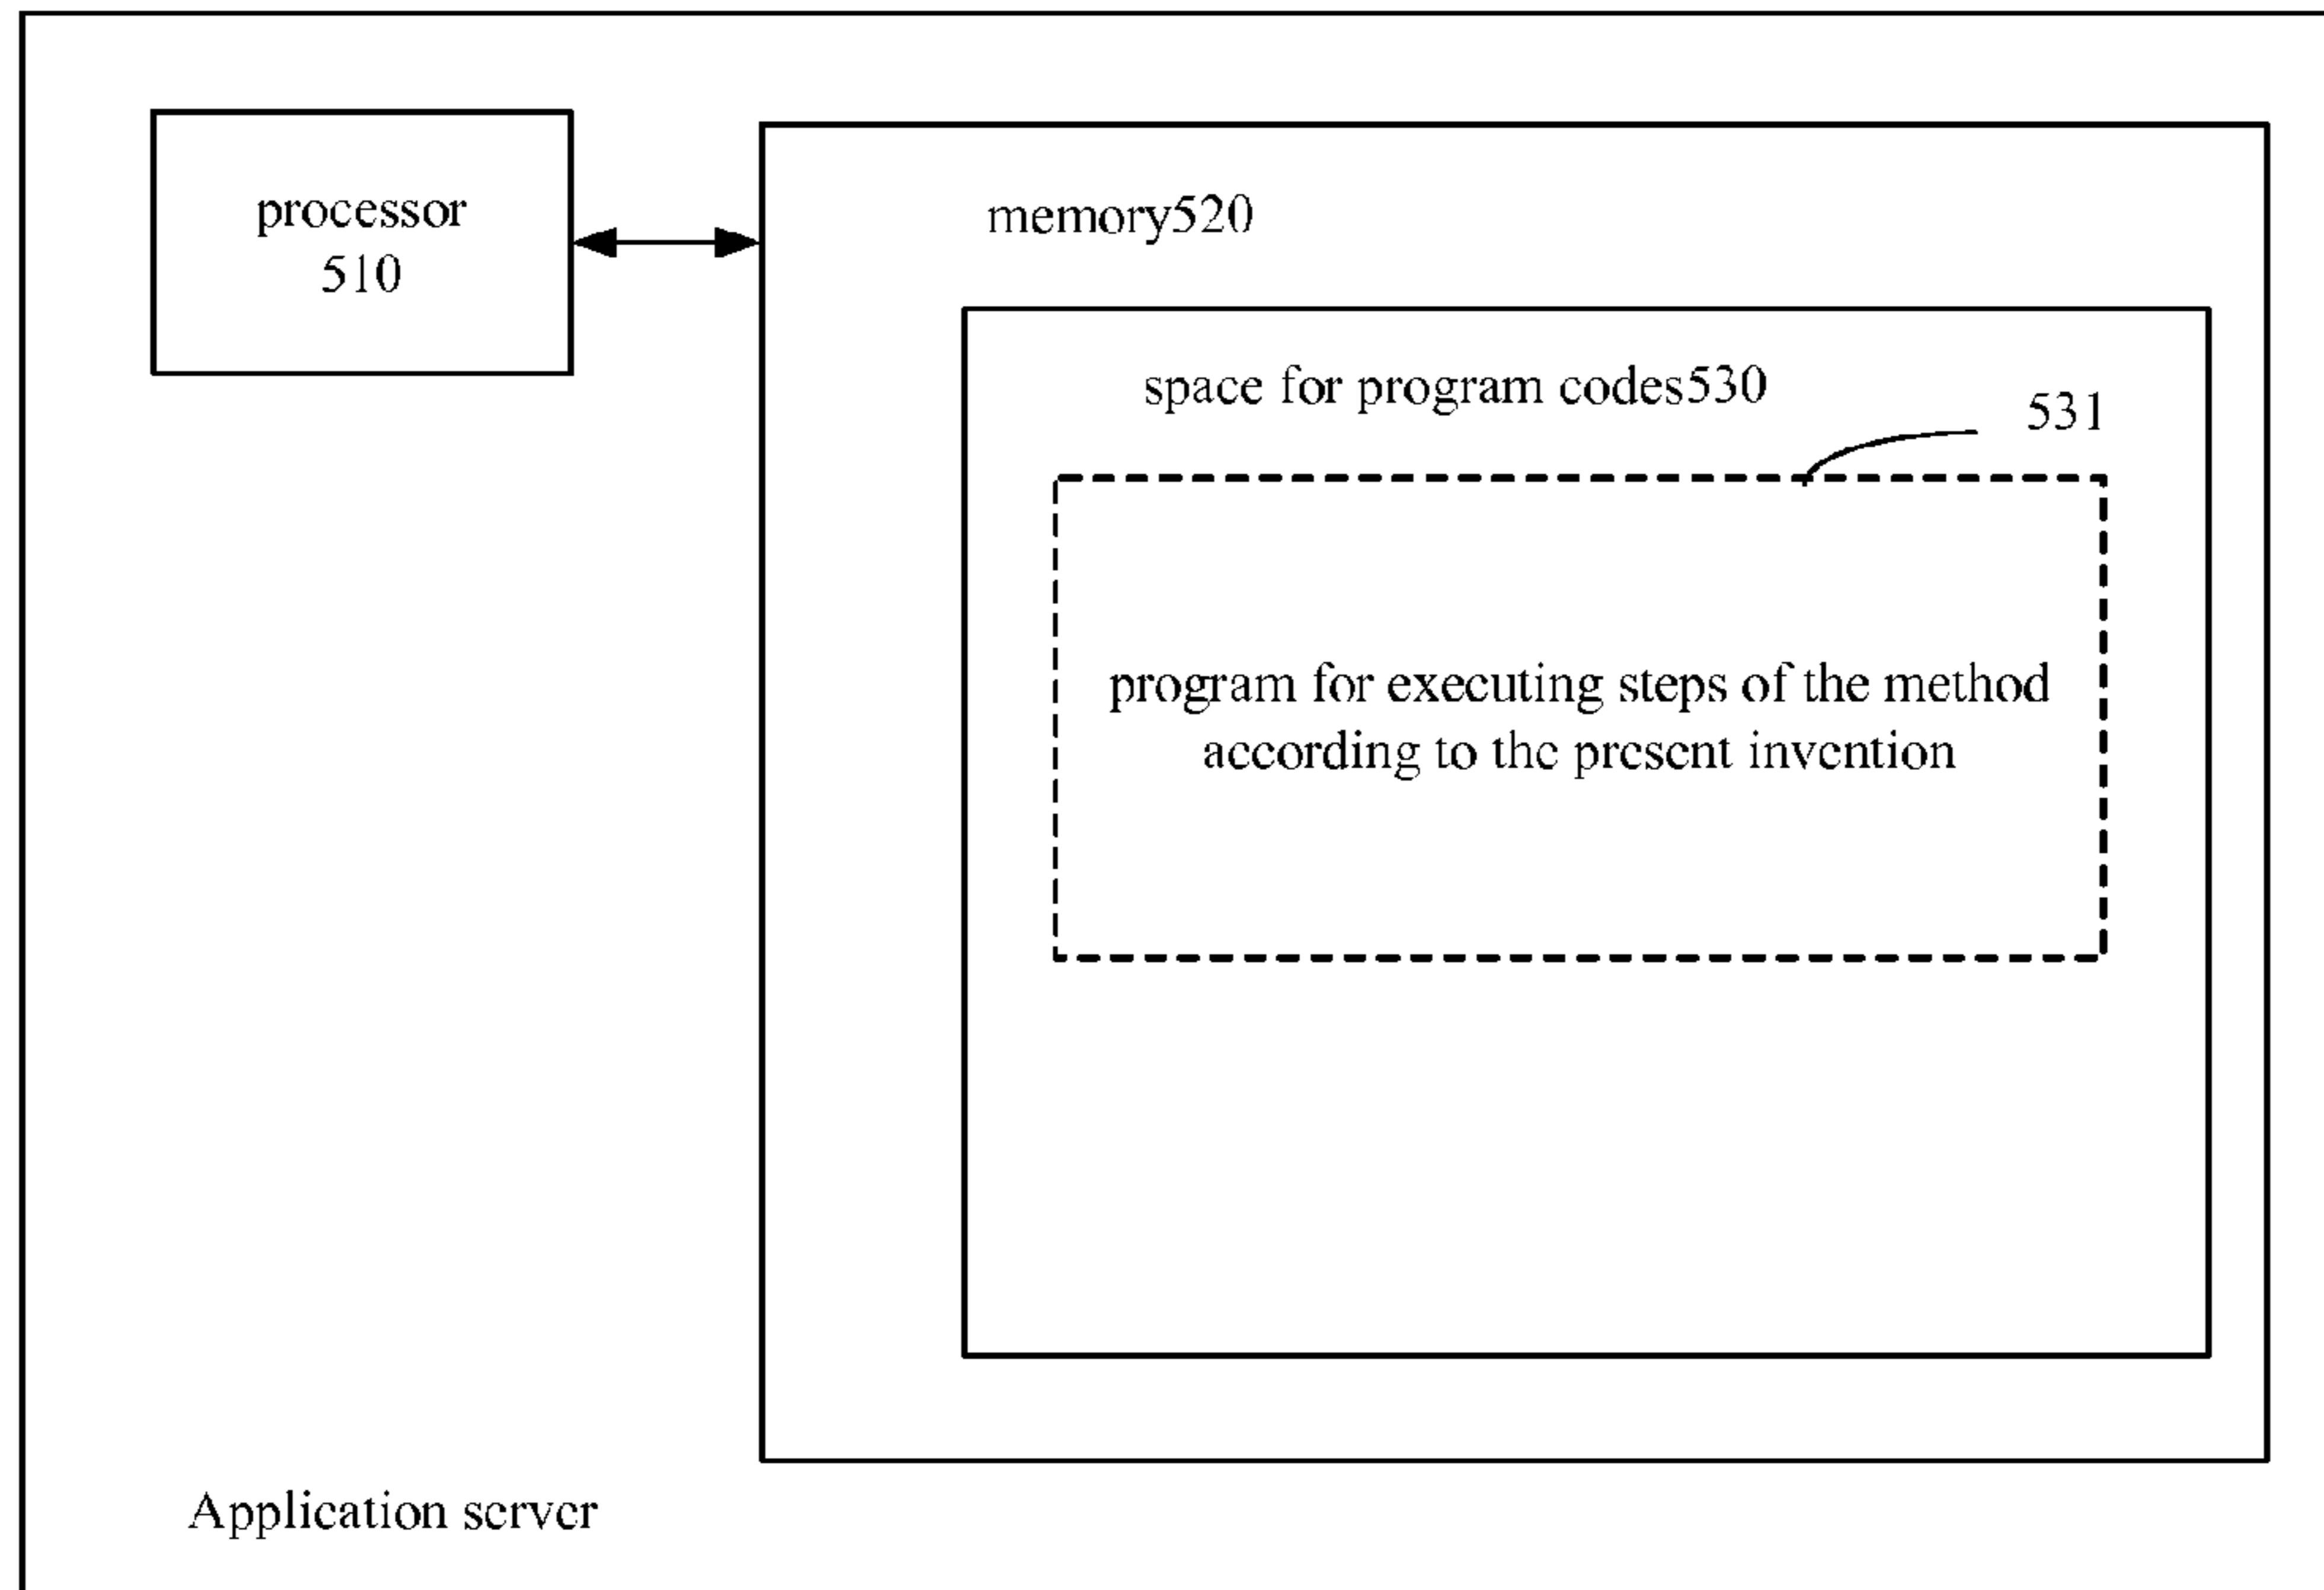 processor
510
memory520
space for program codes530
531
program for executing steps of the method
according to the present invention
Application server